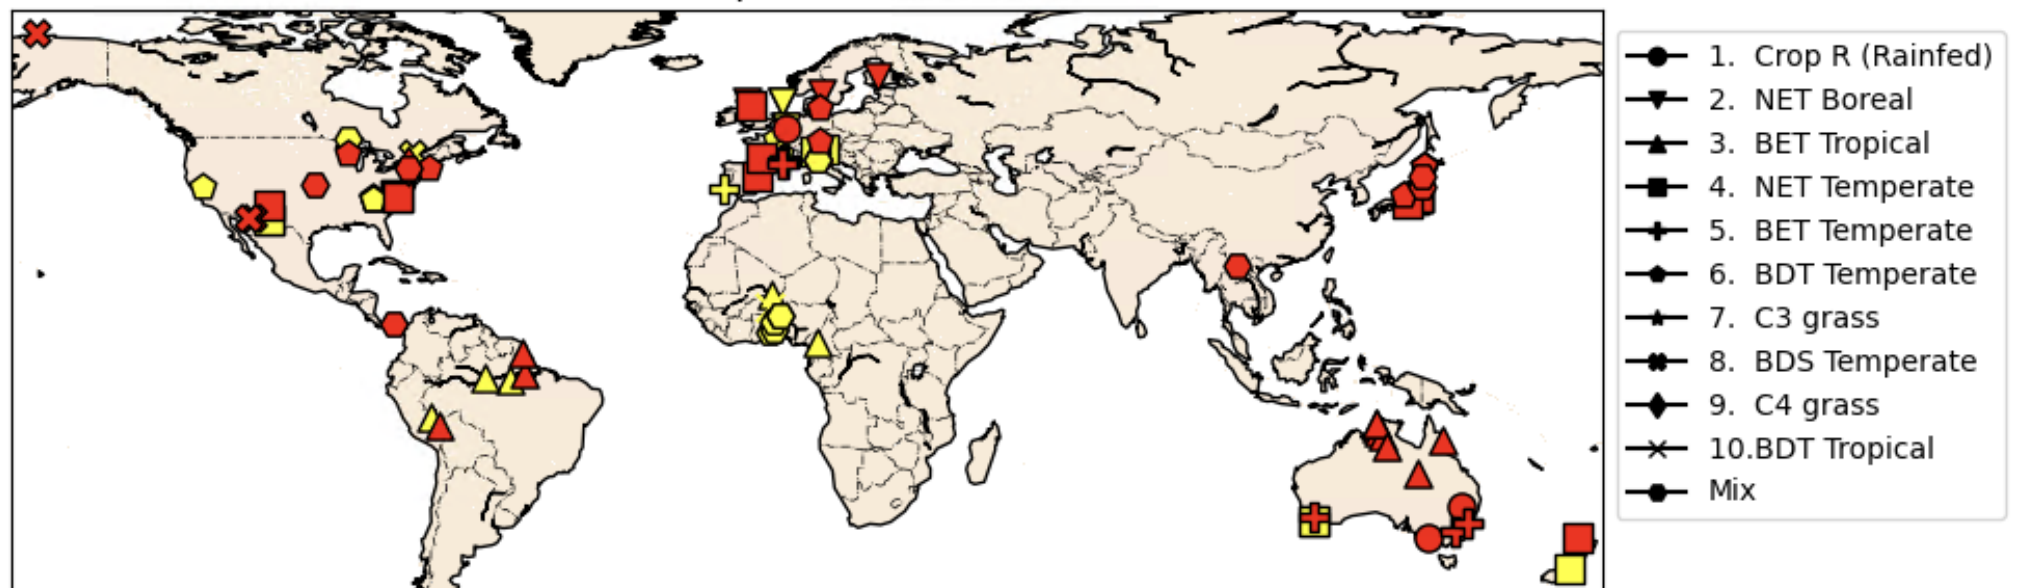 1. Crop R (Rainfed)
2. NET Boreal
3. BET Tropical
4. NET Temperate
5. BET Temperate
6. BDT Temperate
7. C3 grass
8. BDS Temperate
9. C4 grass
10.BDT Tropical
Mix